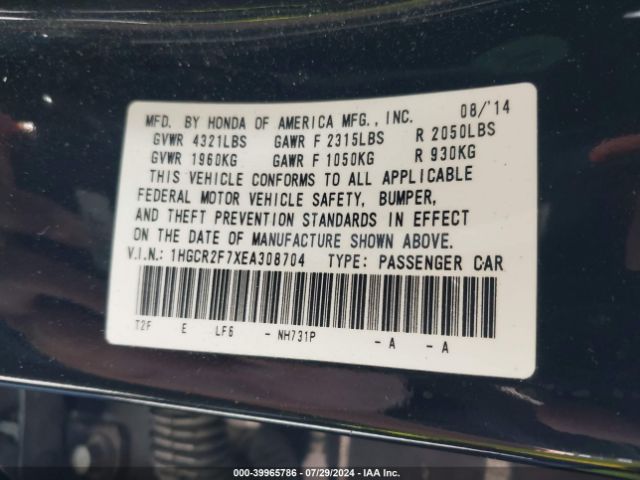 MFD. BY HONDA OF AMERICA MFG., INC. 08/'14
GVWR 4321LBS GAWR F 2315LBS R 2050LBS
GVWR 1960KG GAWR F 1050KG R 930KG
THIS VEHICLE CONFORMS TO ALL APPLICABLE
FEDERAL MOTOR VEHICLE SAFETY, BUMPER,
AND THEFT PREVENTION STANDARDS IN EFFECT
ON THE DATE OF MANUFACTURE SHOWN ABOVE.
V.I.N.: 1HGCR2F7XEA308704 TYPE: PASSENGER CAR
T2F E LF6 - NH731P - A - A
000-39965786 - 07/29/2024 - IAA Inc.